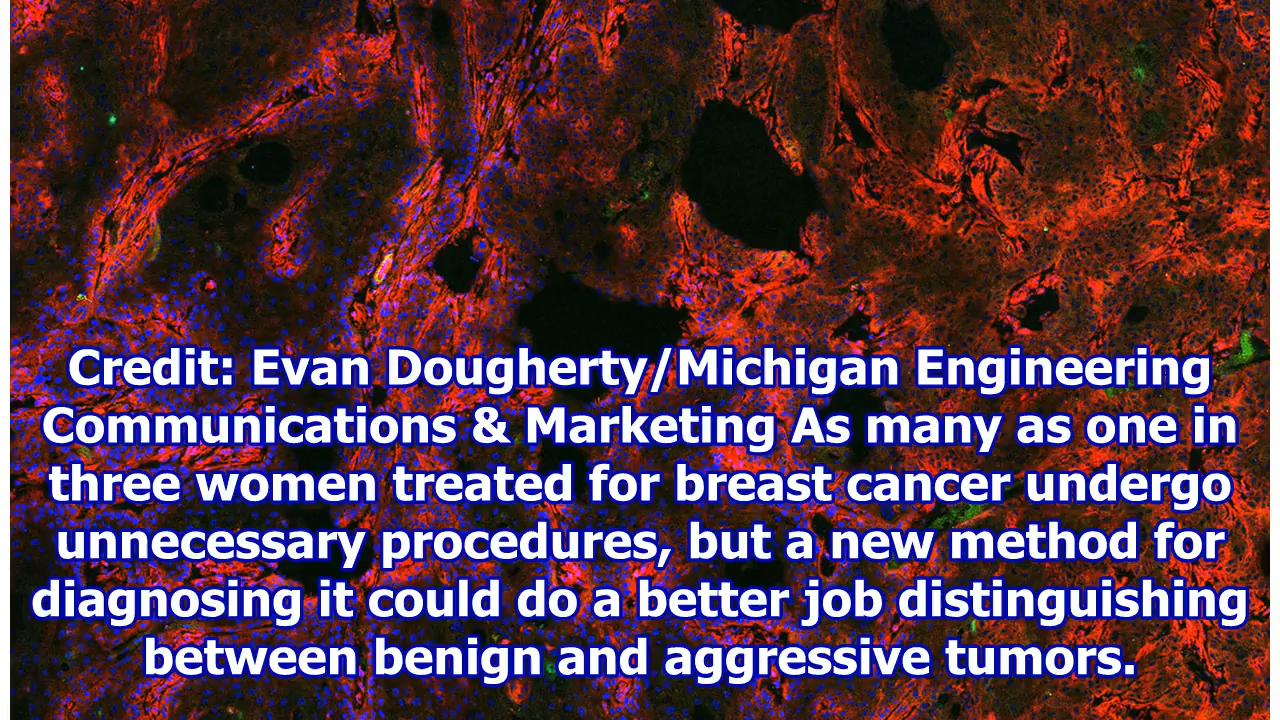 Credit: Evan Dougherty/Michigan Engineering
Communications & Marketing As many as one in
three women treated for breast cancer undergo
unnecessary procedures, but a new method for
diagnosing it could do a better job distinguishing
between benign and aggressive tumors.